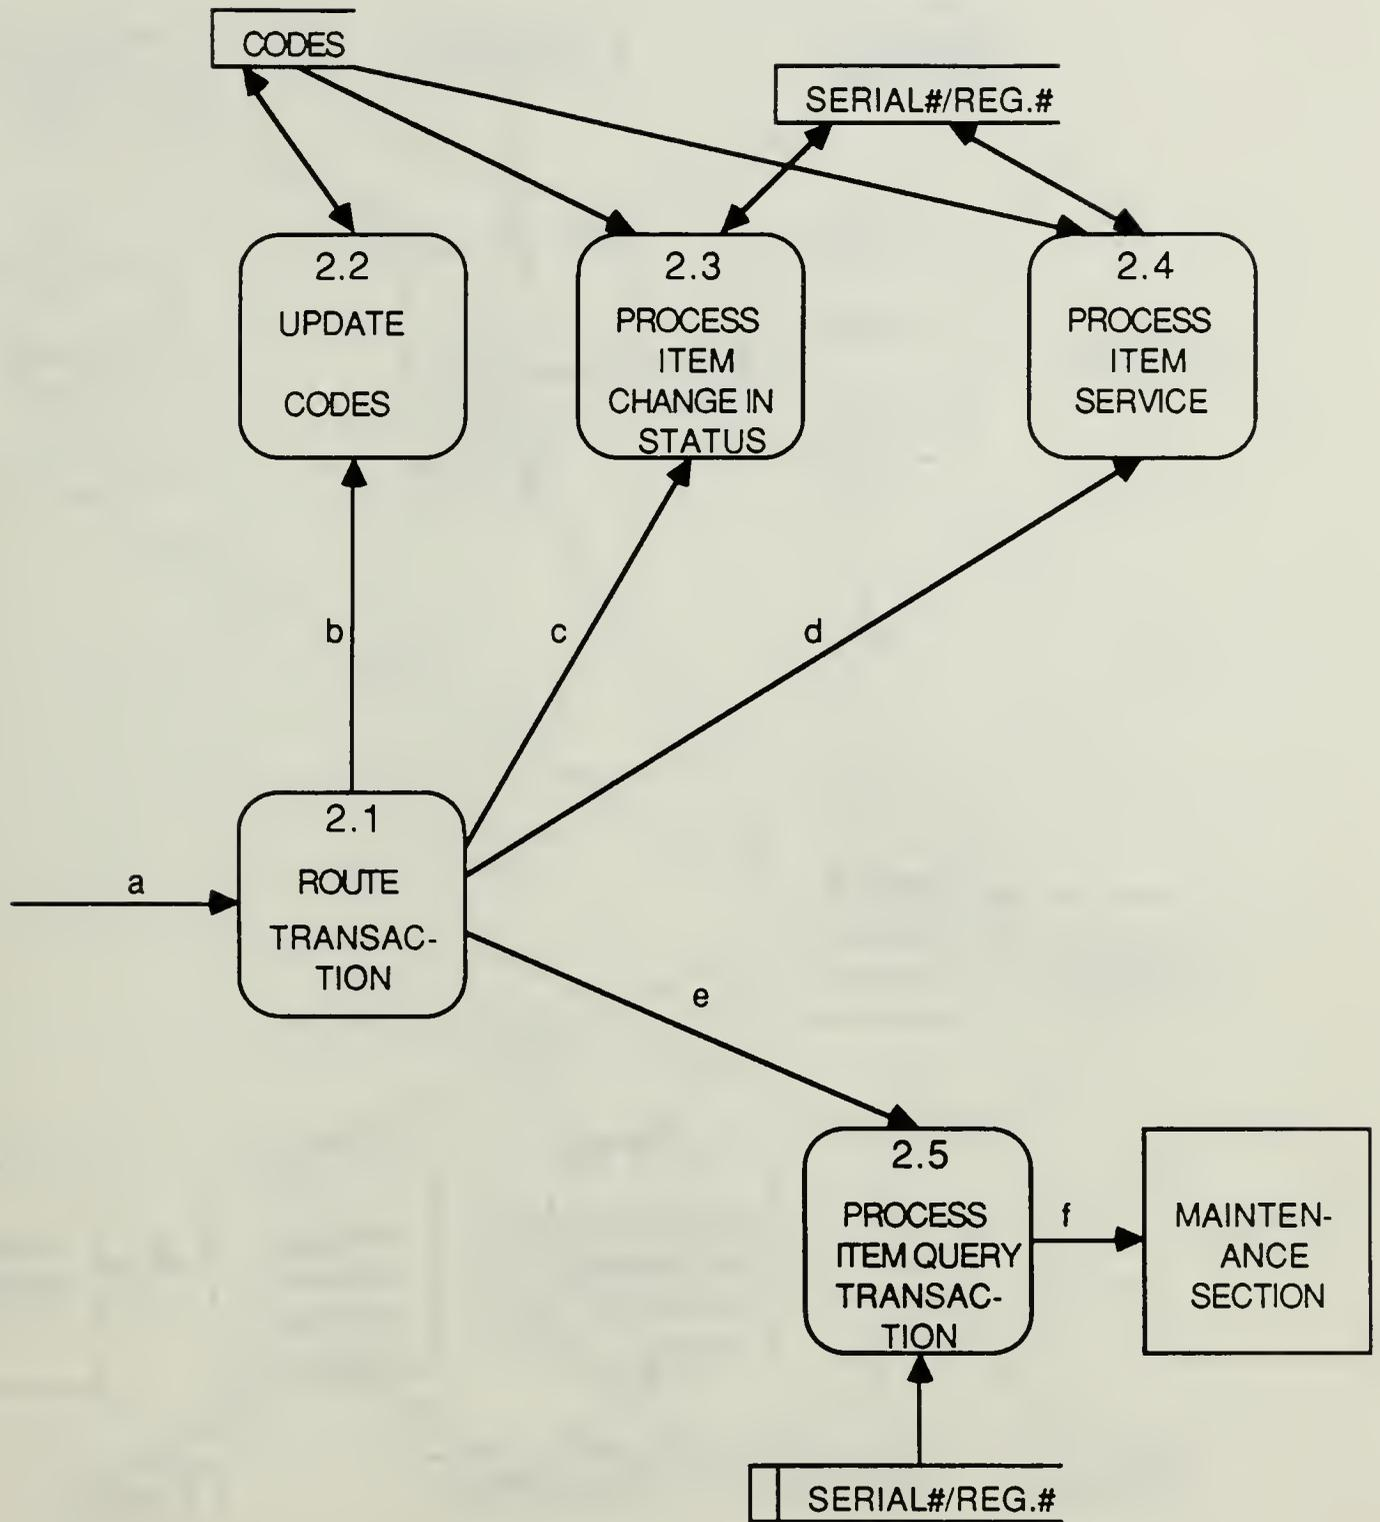 CODES
SERIAL#/REG.#
2.2
UPDATE
CODES
2.3
PROCESS
ITEM
CHANGE IN
STATUS
2.4
PROCESS
ITEM
SERVICE
b
c
d
2.1
ROUTE
TRANSAC-
TION
a
e
2.5
PROCESS
ITEM QUERY
TRANSAC-
TION
f
MAINTEN-
ANCE
SECTION
SERIAL#/REG.#